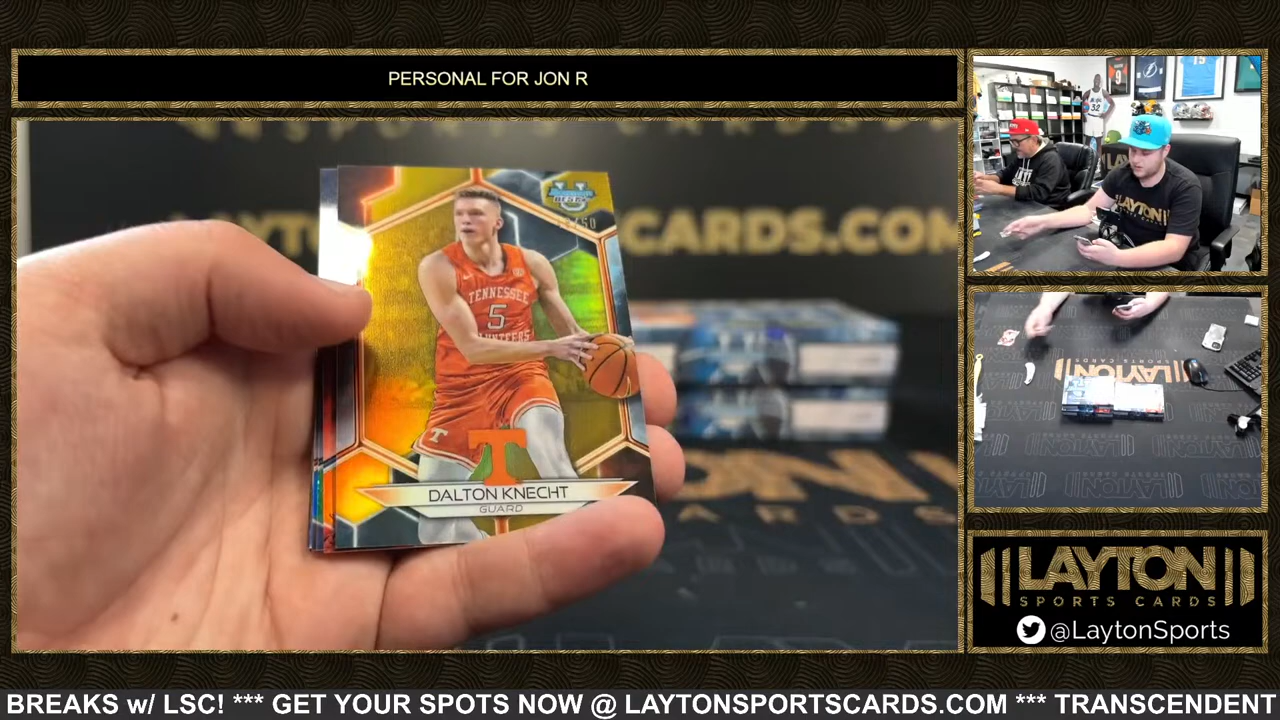 PERSONAL FOR JON R
CARDS.COM
/50
TENNESSEE
5
DALTON KNECHT
GUARD
LAYTON
SPORTS CARDS
@LaytonSports
BREAKS w/ LSC! *** GET YOUR SPOTS NOW @ LAYTONSPORTSCARDS.COM *** TRANSCENDENT